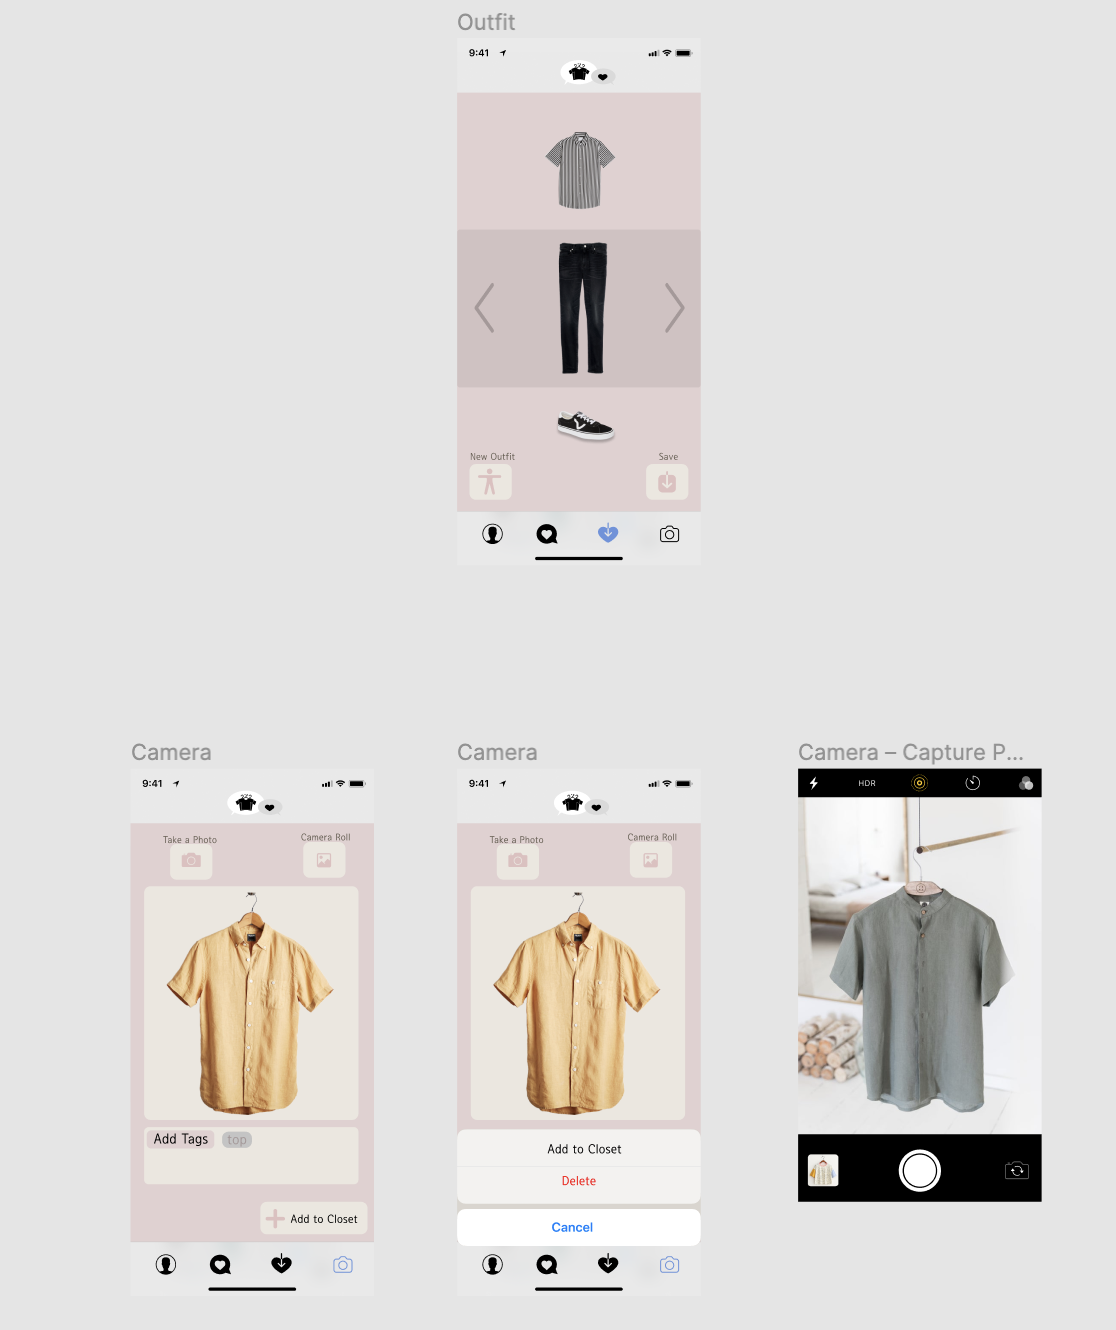 Outfit
9:41
New Outfit
Save
Camera
9:41
Take a Photo
Camera Roll
Add Tags
top
Add to Closet
Camera
9:41
Take a Photo
Camera Roll
Add to Closet
Delete
Cancel
Camera – Capture P...
HDR